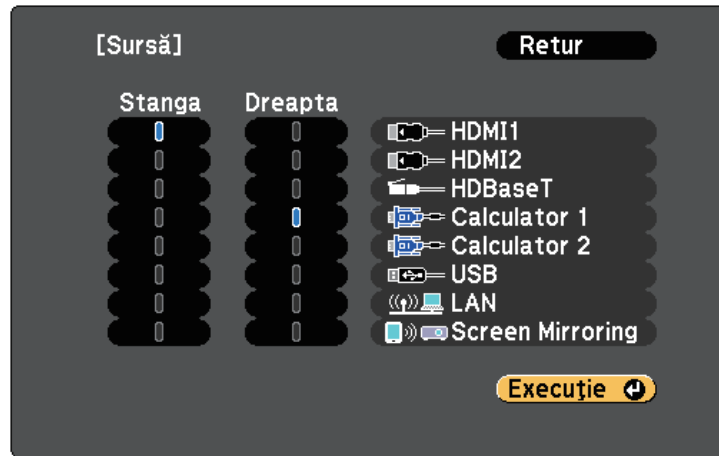 [Sursă] Retur
Stanga Dreapta
HDMI1
HDMI2
HDBaseT
Calculator 1
Calculator 2
USB
LAN
Screen Mirroring
Execuţie